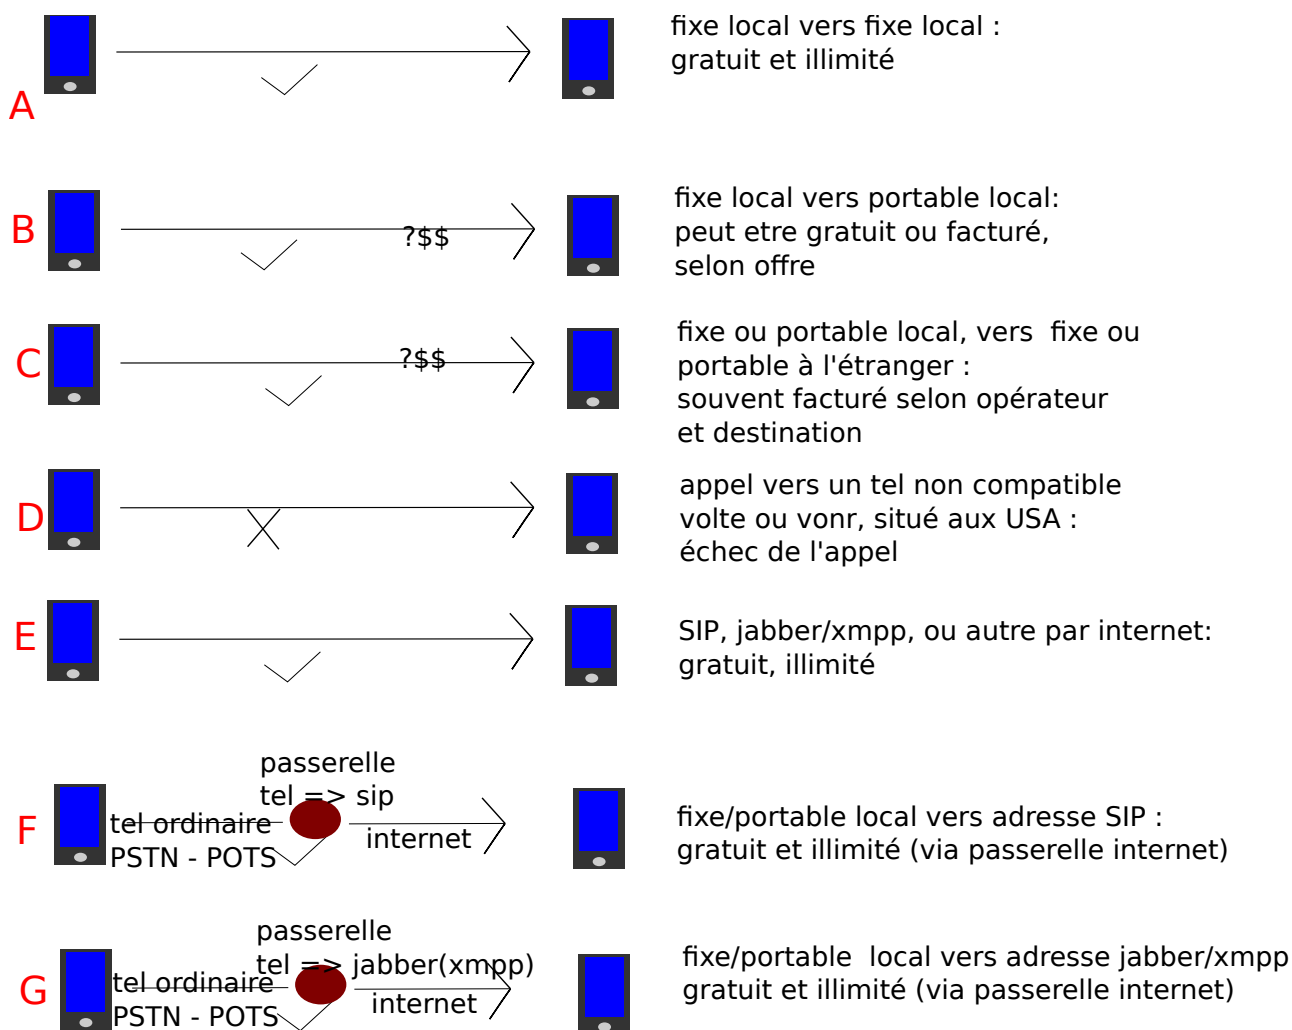 fixe local vers fixe local :
gratuit et illimité
A
fixe local vers portable local:
peut etre gratuit ou facturé,
selon offre
B
?$$
fixe ou portable local, vers  fixe ou
portable à l'étranger :
souvent facturé selon opérateur
et destination
C
?$$
appel vers un tel non compatible
volte ou vonr, situé aux USA :
échec de l'appel
D
SIP, jabber/xmpp, ou autre par internet:
gratuit, illimité
E
passerelle
tel => sip
F
tel ordinaire
PSTN - POTS
internet
fixe/portable local vers adresse SIP :
gratuit et illimité (via passerelle internet)
passerelle
tel => jabber(xmpp)
G
tel ordinaire
PSTN - POTS
internet
fixe/portable  local vers adresse jabber/xmpp
gratuit et illimité (via passerelle internet)